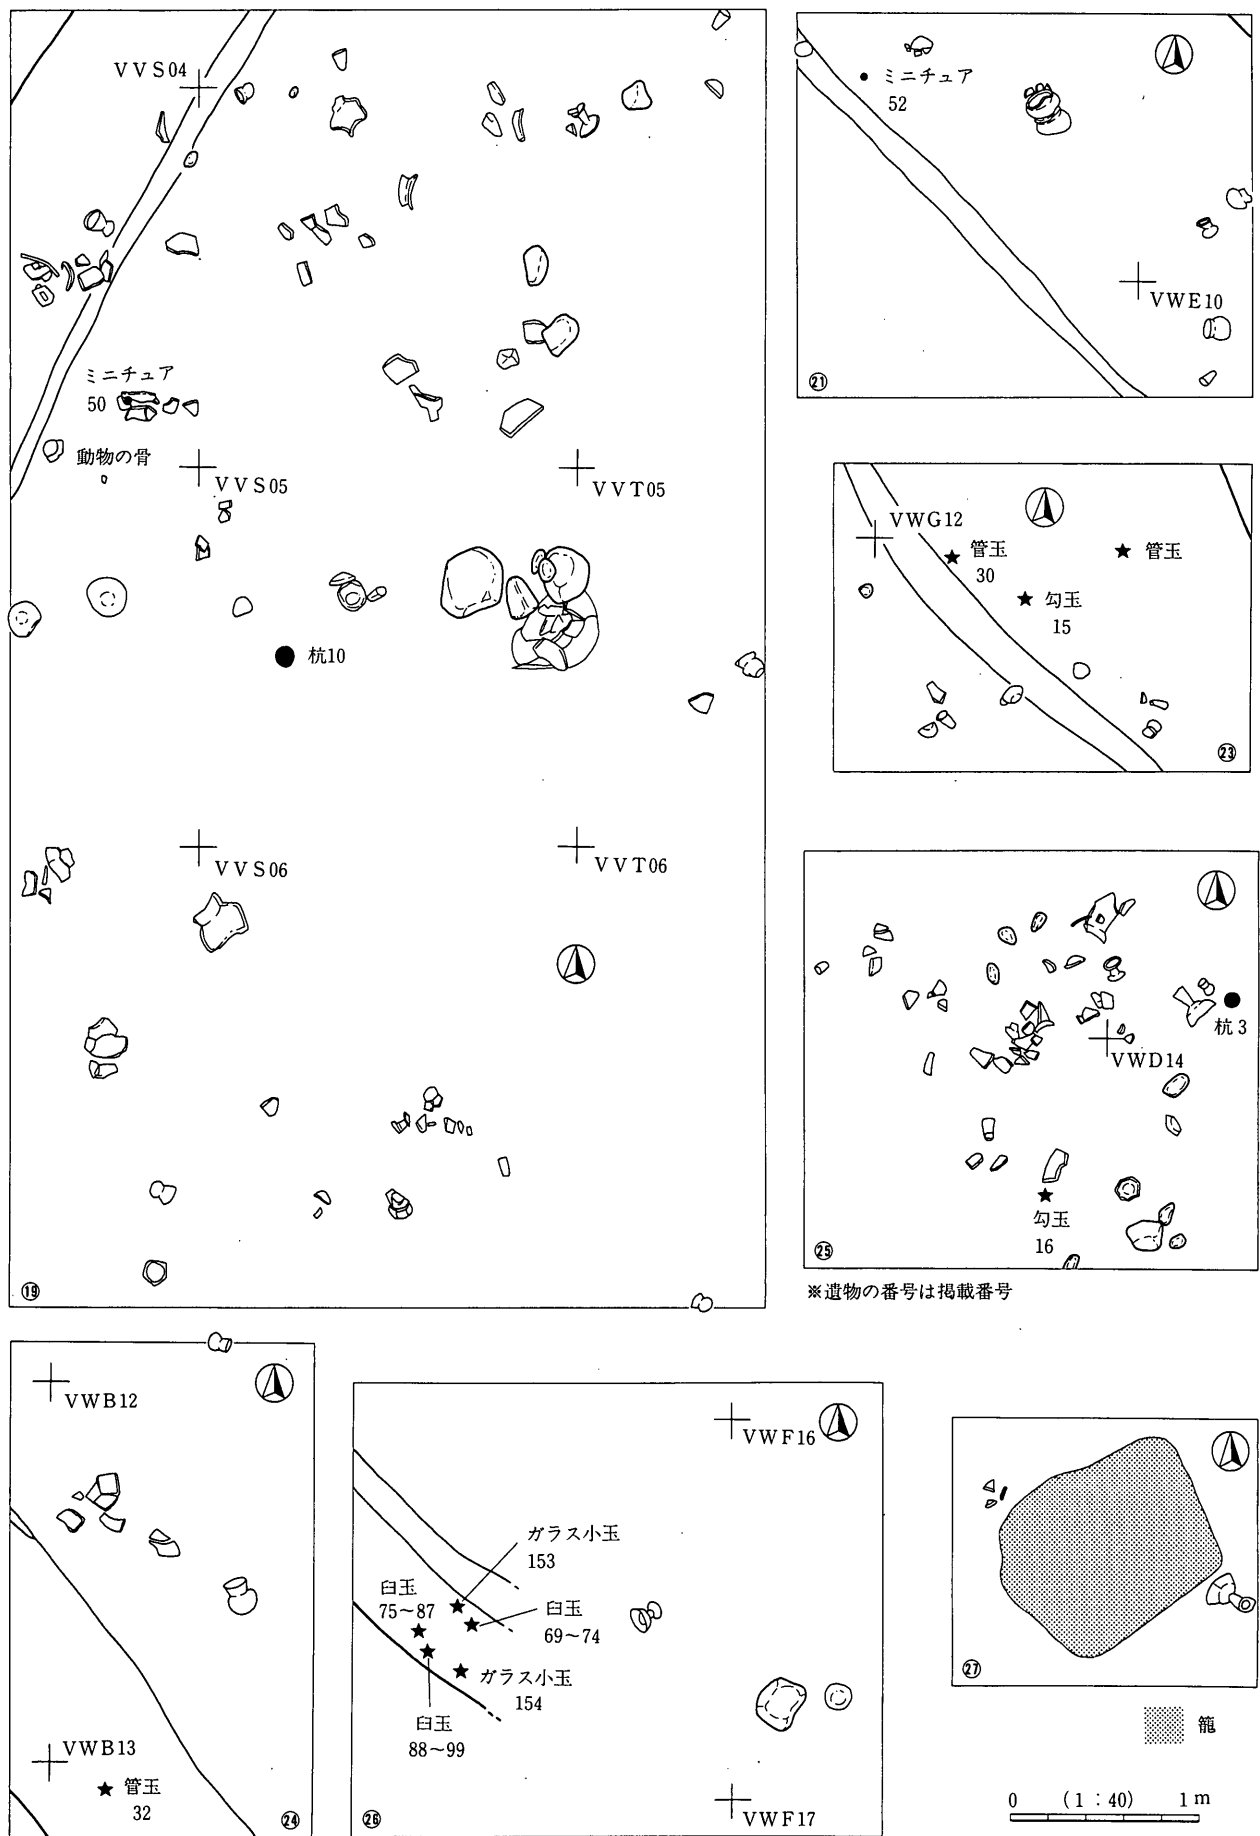 VVS04
ミニチュア
50
動物の骨
VVS05
VVT05
杭10
VVS06
VVT06
⑲
ミニチュア
52
VWE10
㉑
VWG12
管玉
30
管玉
勾玉
15
㉓
杭3
VWD14
勾玉
16
㉕
※遺物の番号は掲載番号
VWB12
VWB13
管玉
32
㉔
VWF16
ガラス小玉
153
臼玉
75～87
臼玉
69～74
ガラス小玉
154
臼玉
88～99
VWF17
㉖
㉗
籠
0 (1:40) 1m